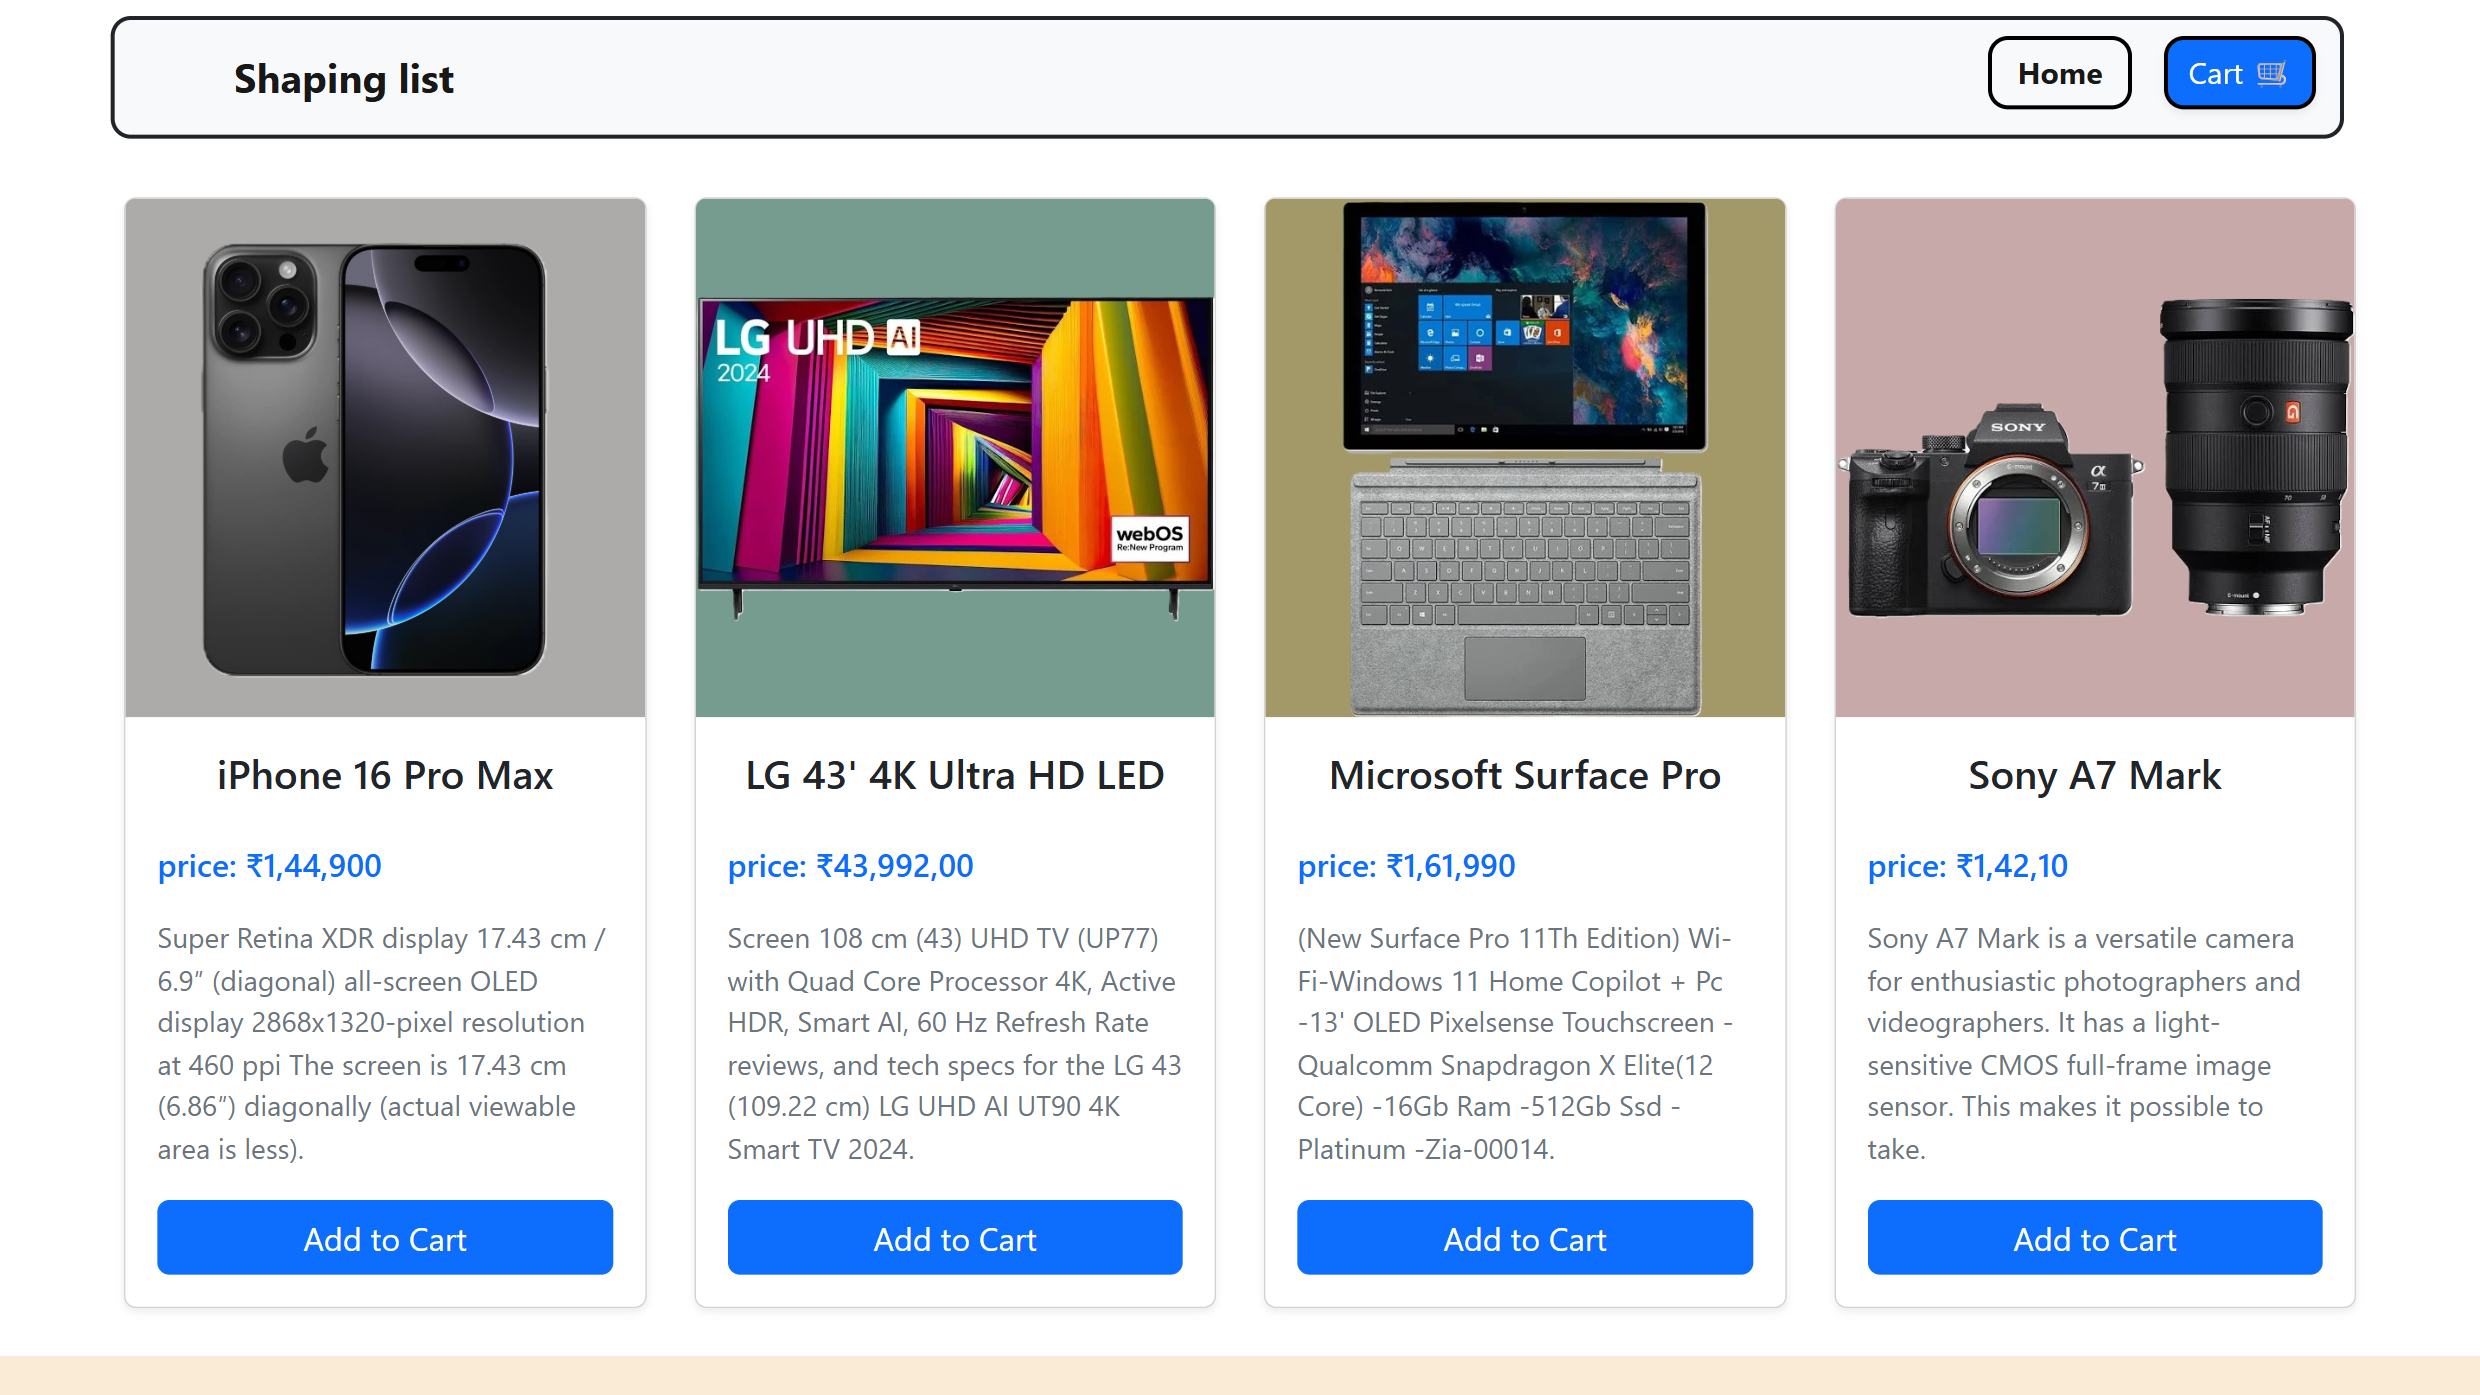 Shaping list
Home
Cart
LG UHD AI
2024
webOS
Re:New Program
SONY
α
7III
E-mount
G
70
E-mount
iPhone 16 Pro Max
price: ₹1,44,900
Super Retina XDR display 17.43 cm /
6.9″ (diagonal) all-screen OLED
display 2868x1320-pixel resolution
at 460 ppi The screen is 17.43 cm
(6.86″) diagonally (actual viewable
area is less).
Add to Cart
LG 43' 4K Ultra HD LED
price: ₹43,992,00
Screen 108 cm (43) UHD TV (UP77)
with Quad Core Processor 4K, Active
HDR, Smart AI, 60 Hz Refresh Rate
reviews, and tech specs for the LG 43
(109.22 cm) LG UHD AI UT90 4K
Smart TV 2024.
Add to Cart
Microsoft Surface Pro
price: ₹1,61,990
(New Surface Pro 11Th Edition) Wi-
Fi-Windows 11 Home Copilot + Pc
-13' OLED Pixelsense Touchscreen -
Qualcomm Snapdragon X Elite(12
Core) -16Gb Ram -512Gb Ssd -
Platinum -Zia-00014.
Add to Cart
Sony A7 Mark
price: ₹1,42,10
Sony A7 Mark is a versatile camera
for enthusiastic photographers and
videographers. It has a light-
sensitive CMOS full-frame image
sensor. This makes it possible to
take.
Add to Cart